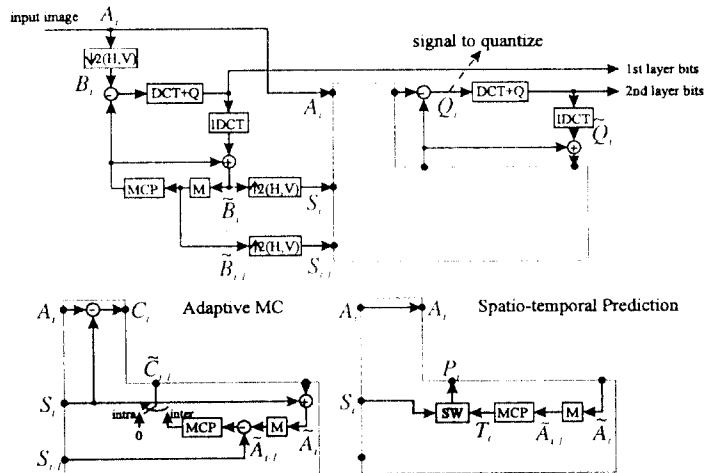 input image
A_t
↓2(H,V)
signal to quantize
B_t
DCT+Q
1st layer bits
A_t
Q_t
DCT+Q
2nd layer bits
IDCT
IDCT
Q̃_t
MCP
M
↑2(H,V)
B̃_t
S_t
↑2(H,V)
B̃_{t-1}
S_{t-1}
A_t
C_t
Adaptive MC
A_t
A_t
Spatio-temporal Prediction
C̃_{t-1}
P_t
S_t
intra
inter
0
MCP
M
Ã_{t-1}
Ã_t
S_{t-1}
S_t
SW
MCP
M
T_t
Ã_{t-1}
Ã_t